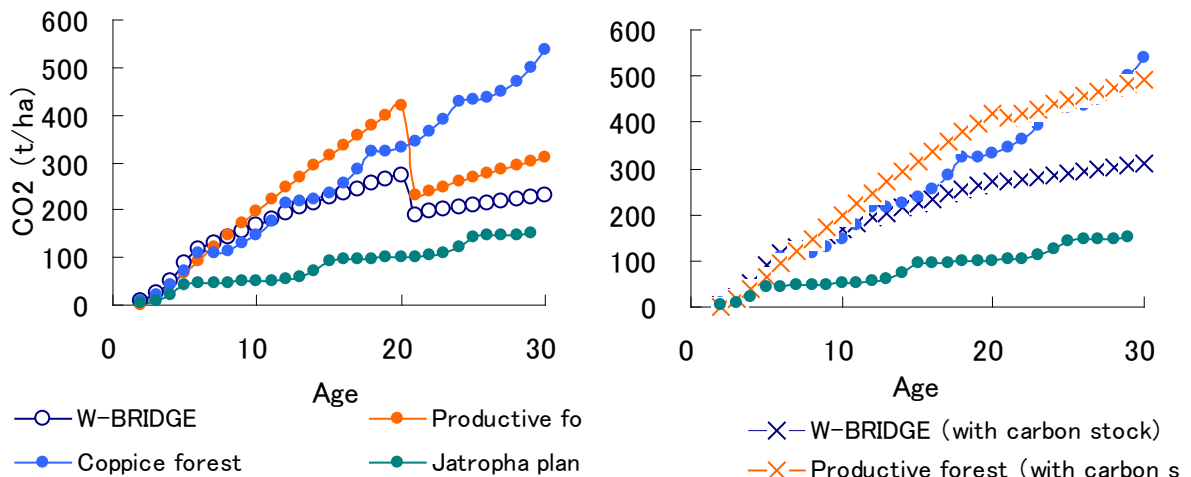 600
500
400
300
200
100
0
CO2 (t/ha)
0 10 20 30
Age
W-BRIDGE
Productive fo
Coppice forest
Jatropha plan
600
500
400
300
200
100
0
0 10 20 30
Age
W-BRIDGE (with carbon stock)
Productive forest (with carbon s